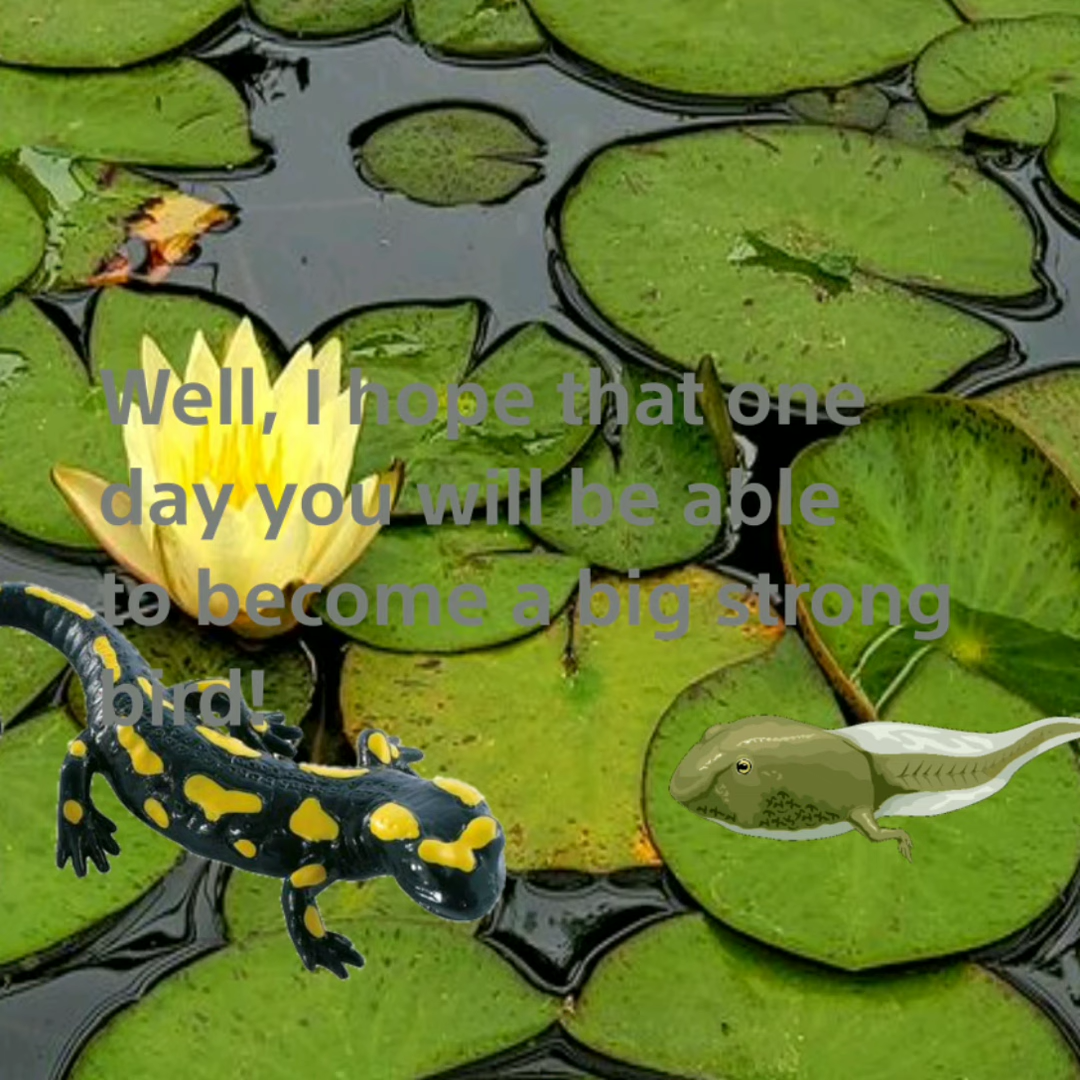 Well, I hope that one
day you will be able
to become a big strong
bird!